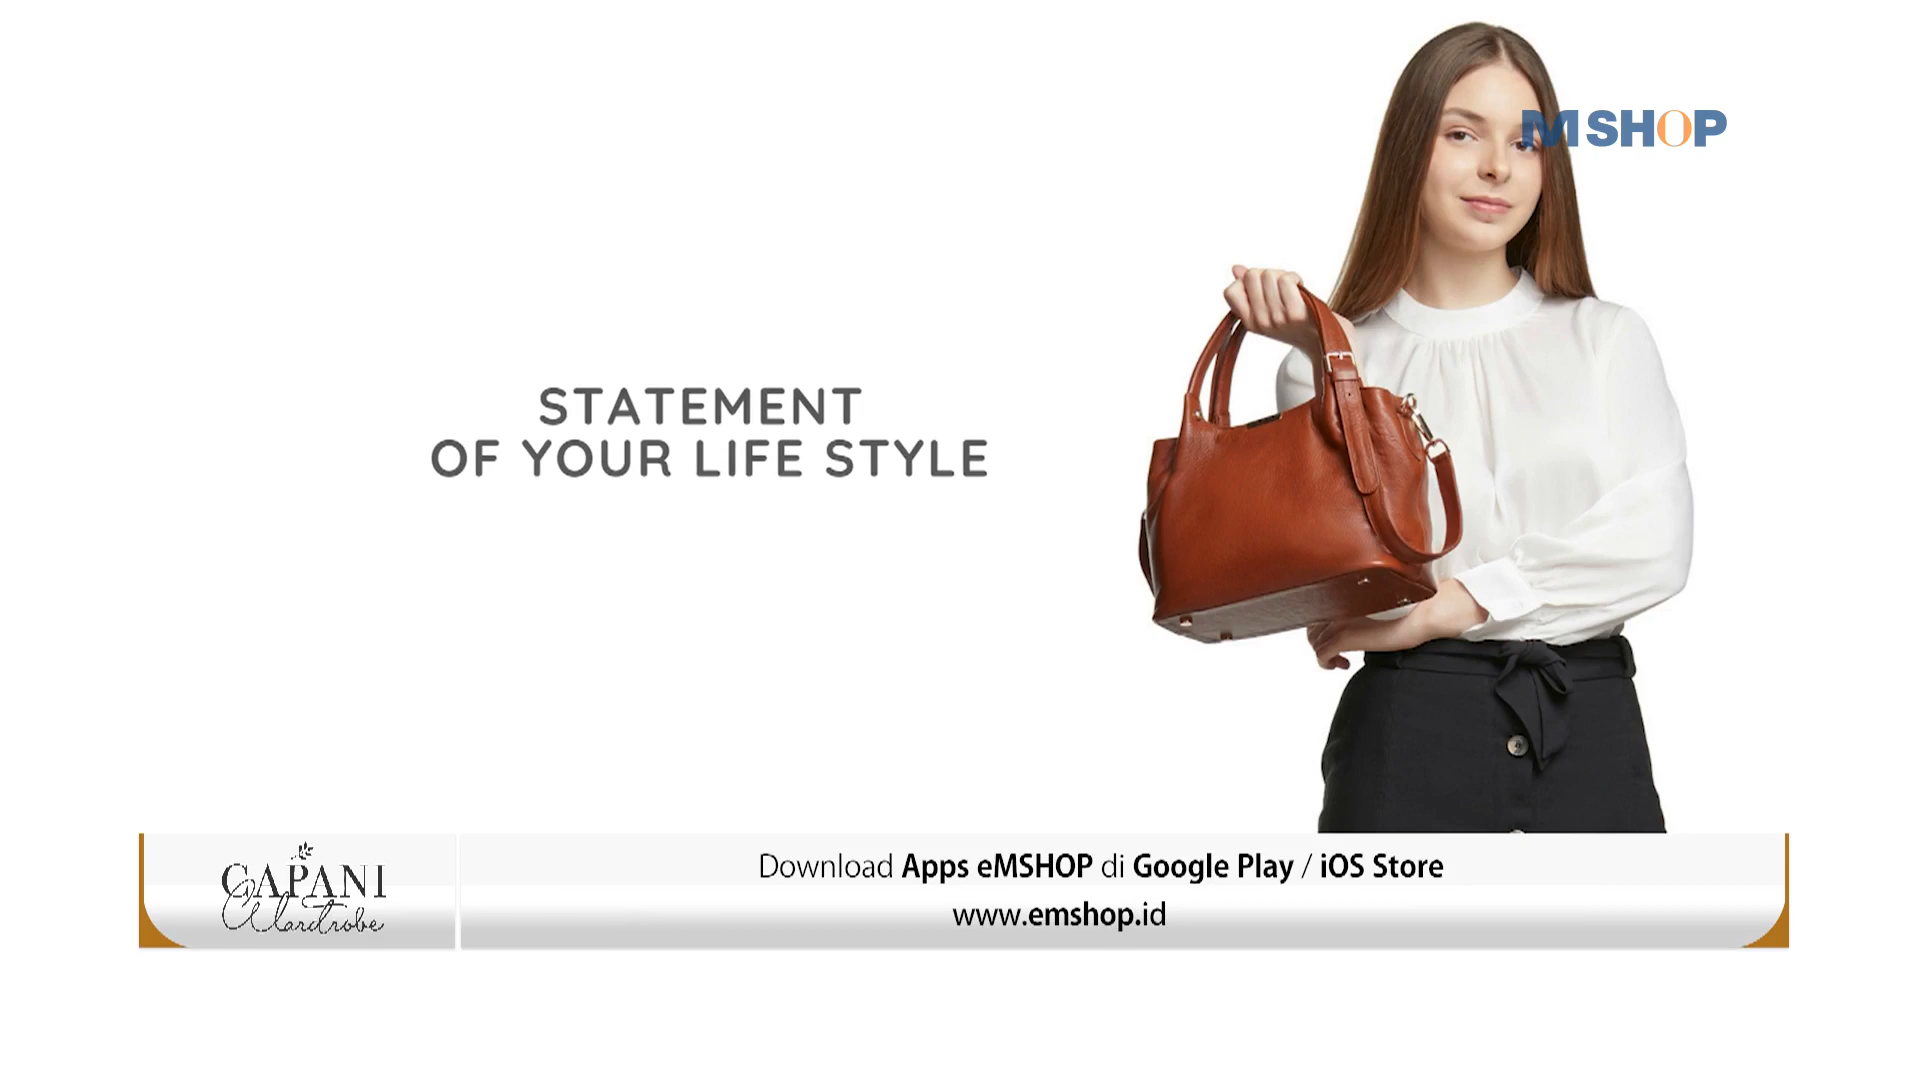 MSHOP
STATEMENT
OF YOUR LIFE STYLE
CAPANI
Wardrobe
Download Apps eMSHOP di Google Play / iOS Store
www.emshop.id